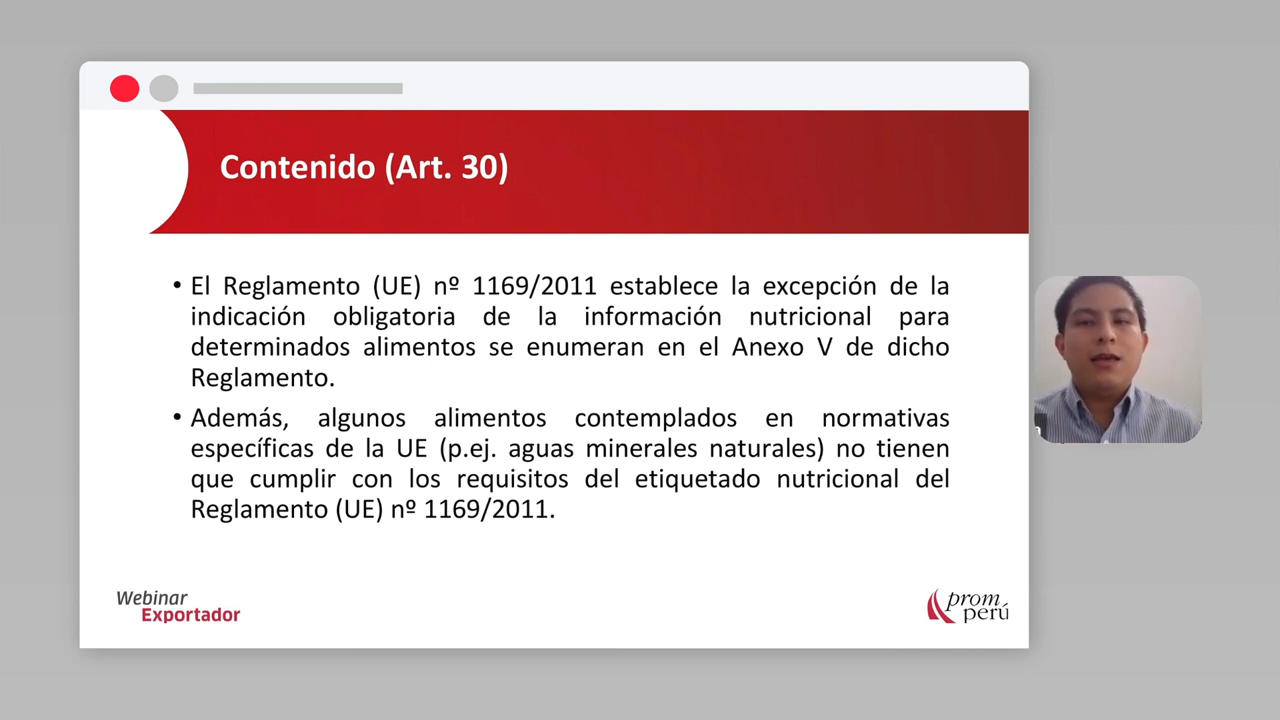 Contenido (Art. 30)
• El Reglamento (UE) nº 1169/2011 establece la excepción de la
indicación obligatoria de la información nutricional para
determinados alimentos se enumeran en el Anexo V de dicho
Reglamento.
• Además, algunos alimentos contemplados en normativas
específicas de la UE (p.ej. aguas minerales naturales) no tienen
que cumplir con los requisitos del etiquetado nutricional del
Reglamento (UE) nº 1169/2011.
Webinar
Exportador
prom
perú